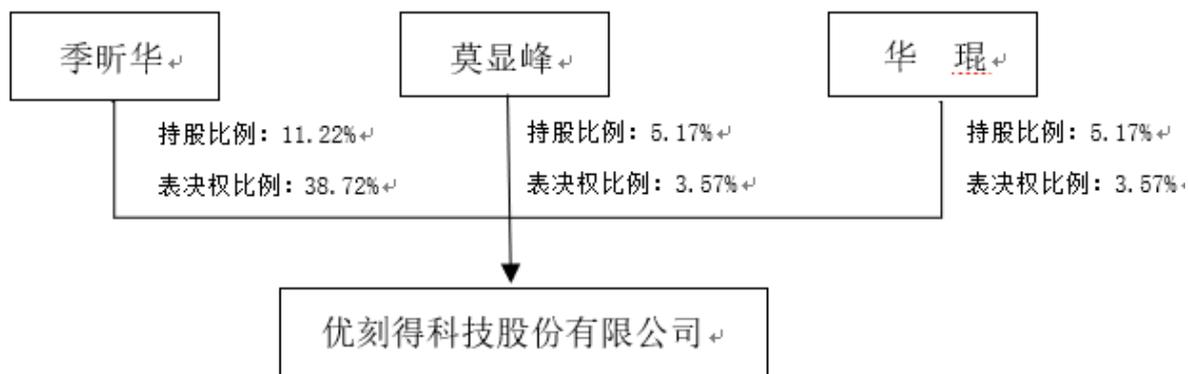 季昕华
莫显峰
华 琨
持股比例：11.22%
表决权比例：38.72%
持股比例：5.17%
表决权比例：3.57%
持股比例：5.17%
表决权比例：3.57%
优刻得科技股份有限公司